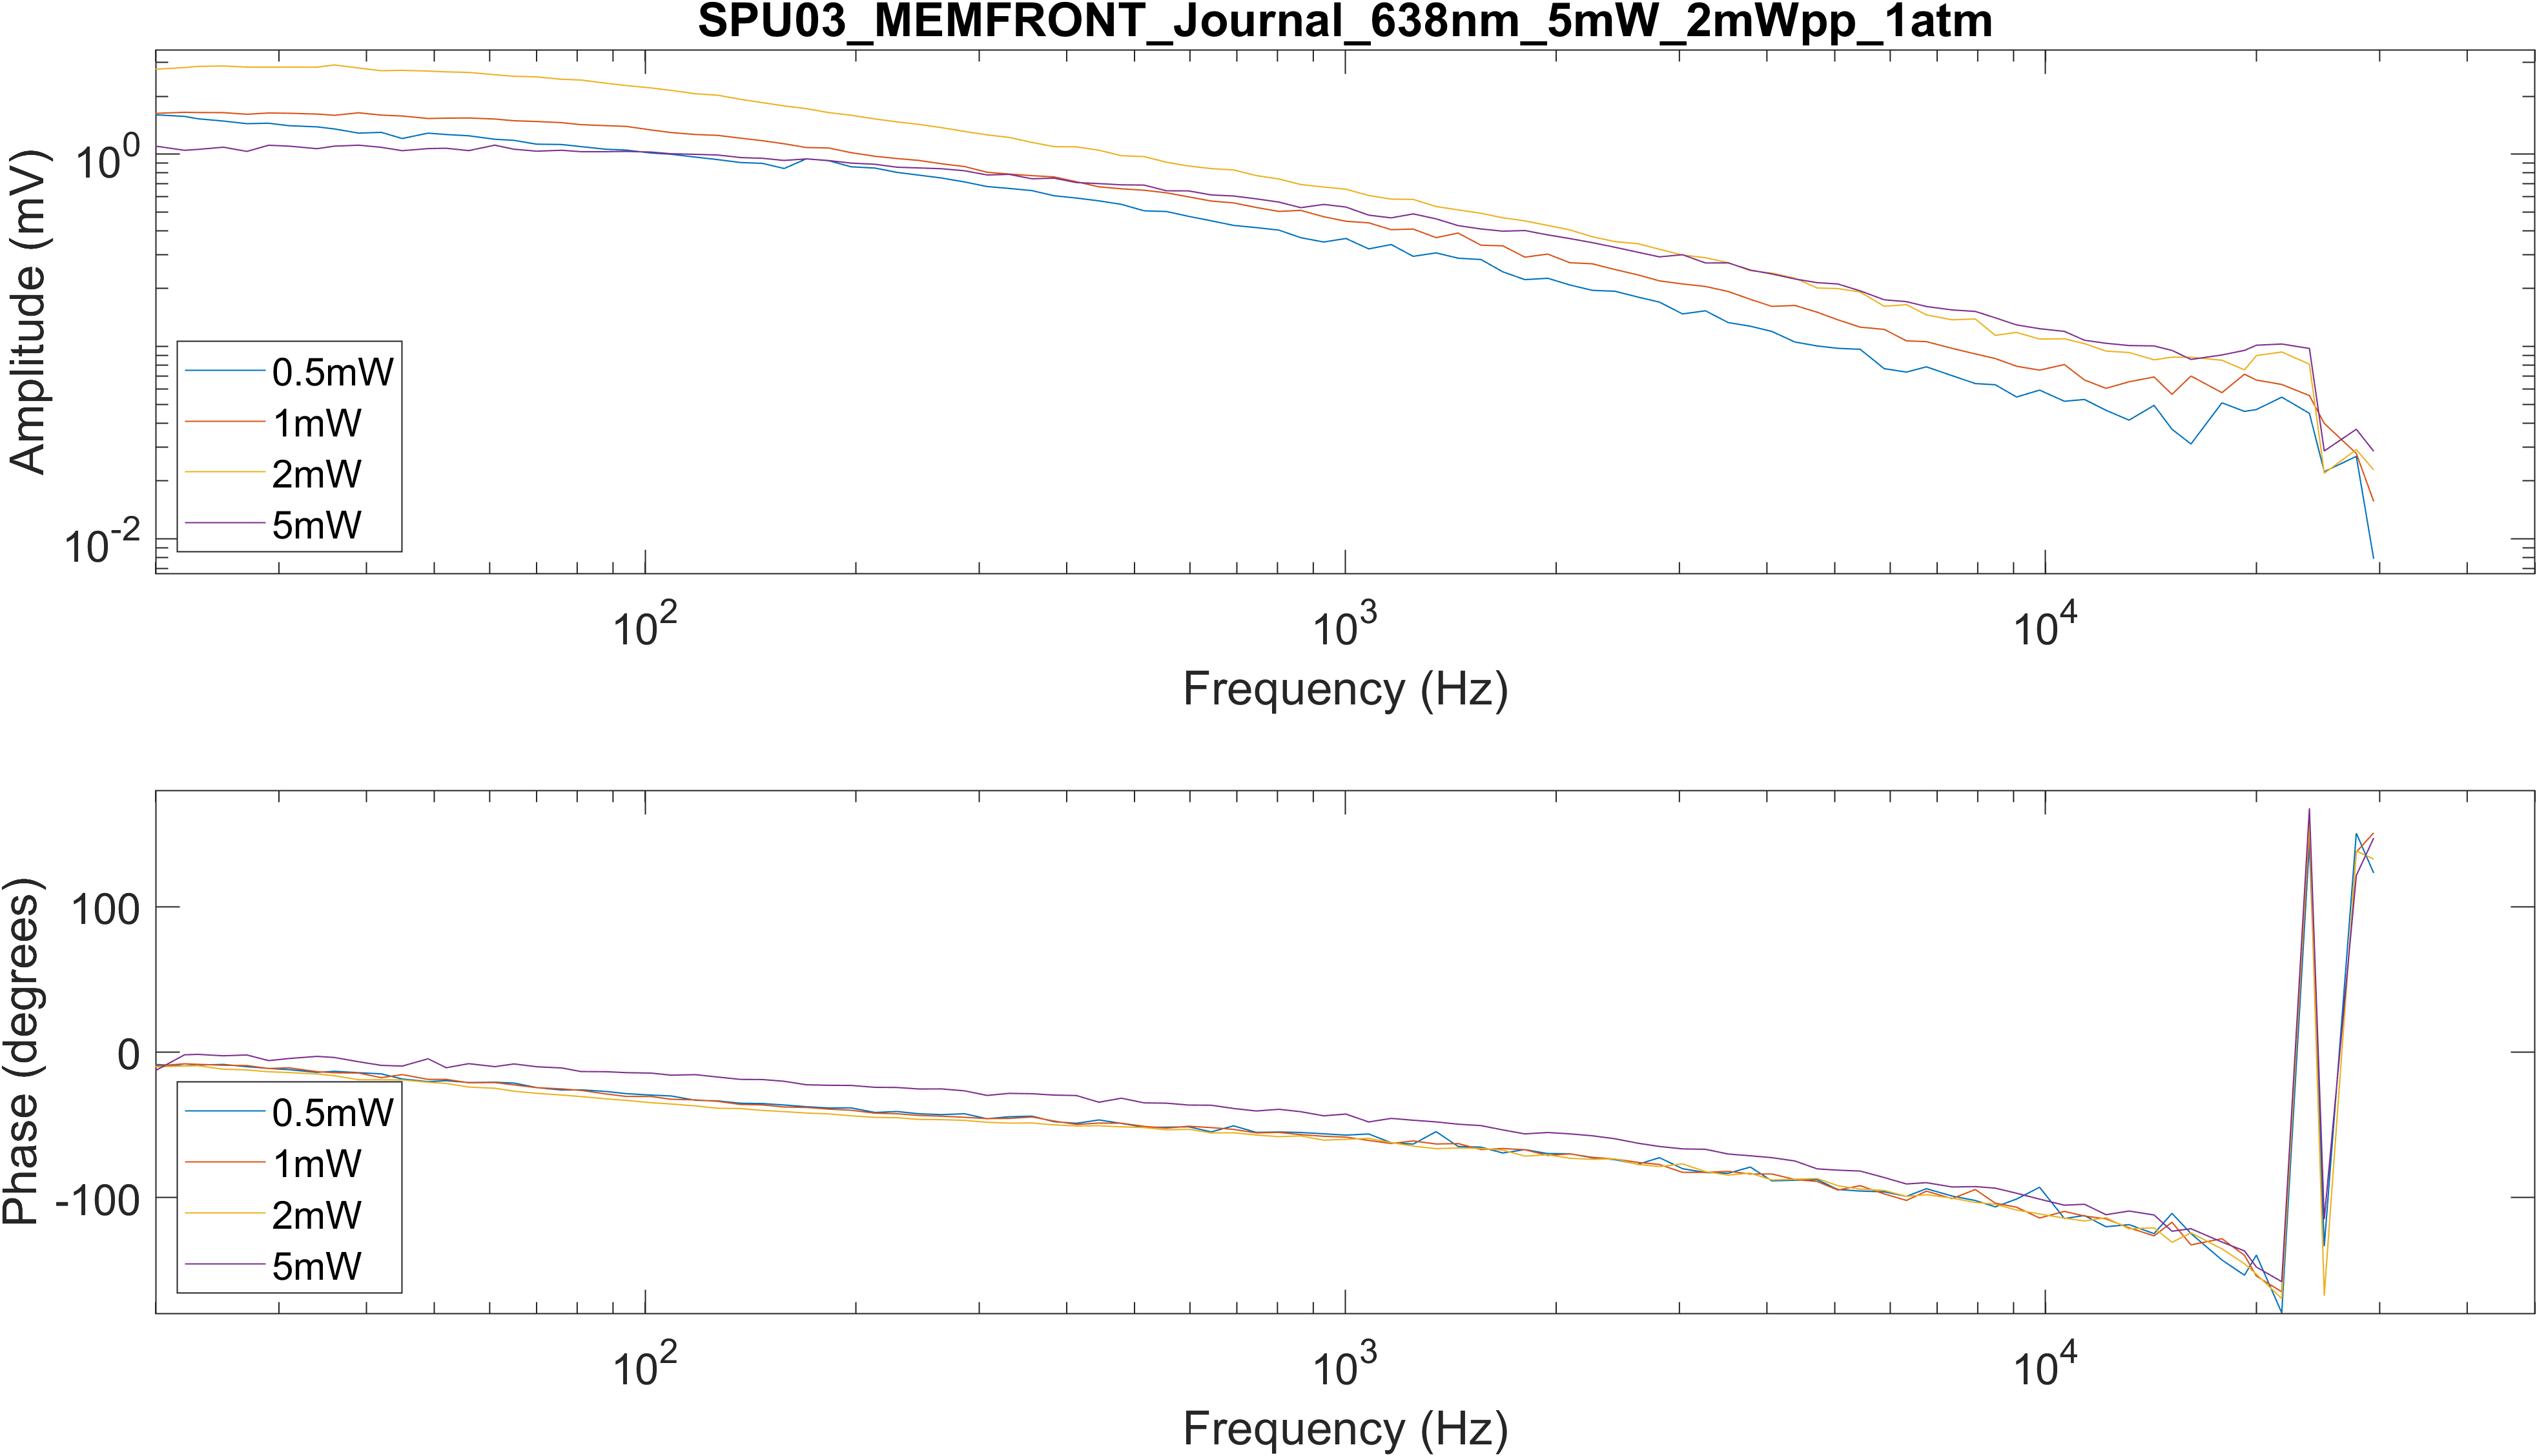 SPU03_MEMFRONT_Journal_638nm_5mW_2mWpp_1atm
Amplitude (mV)
10^0
10^-2
0.5mW
1mW
2mW
5mW
10^2
10^3
10^4
Frequency (Hz)
Phase (degrees)
100
0
-100
0.5mW
1mW
2mW
5mW
10^2
10^3
10^4
Frequency (Hz)